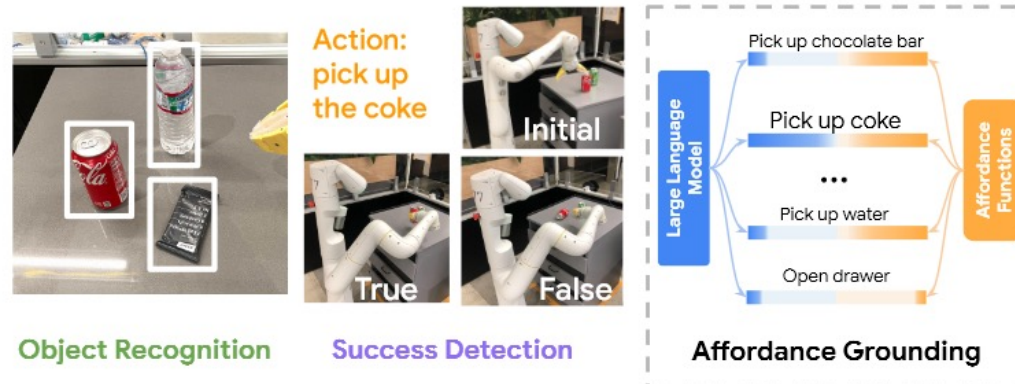 Action:
pick up
the coke
Initial
True
False
Large Language
Model
Pick up chocolate bar
Pick up coke
...
Pick up water
Open drawer
Affordance
Functions
Object Recognition
Success Detection
Affordance Grounding